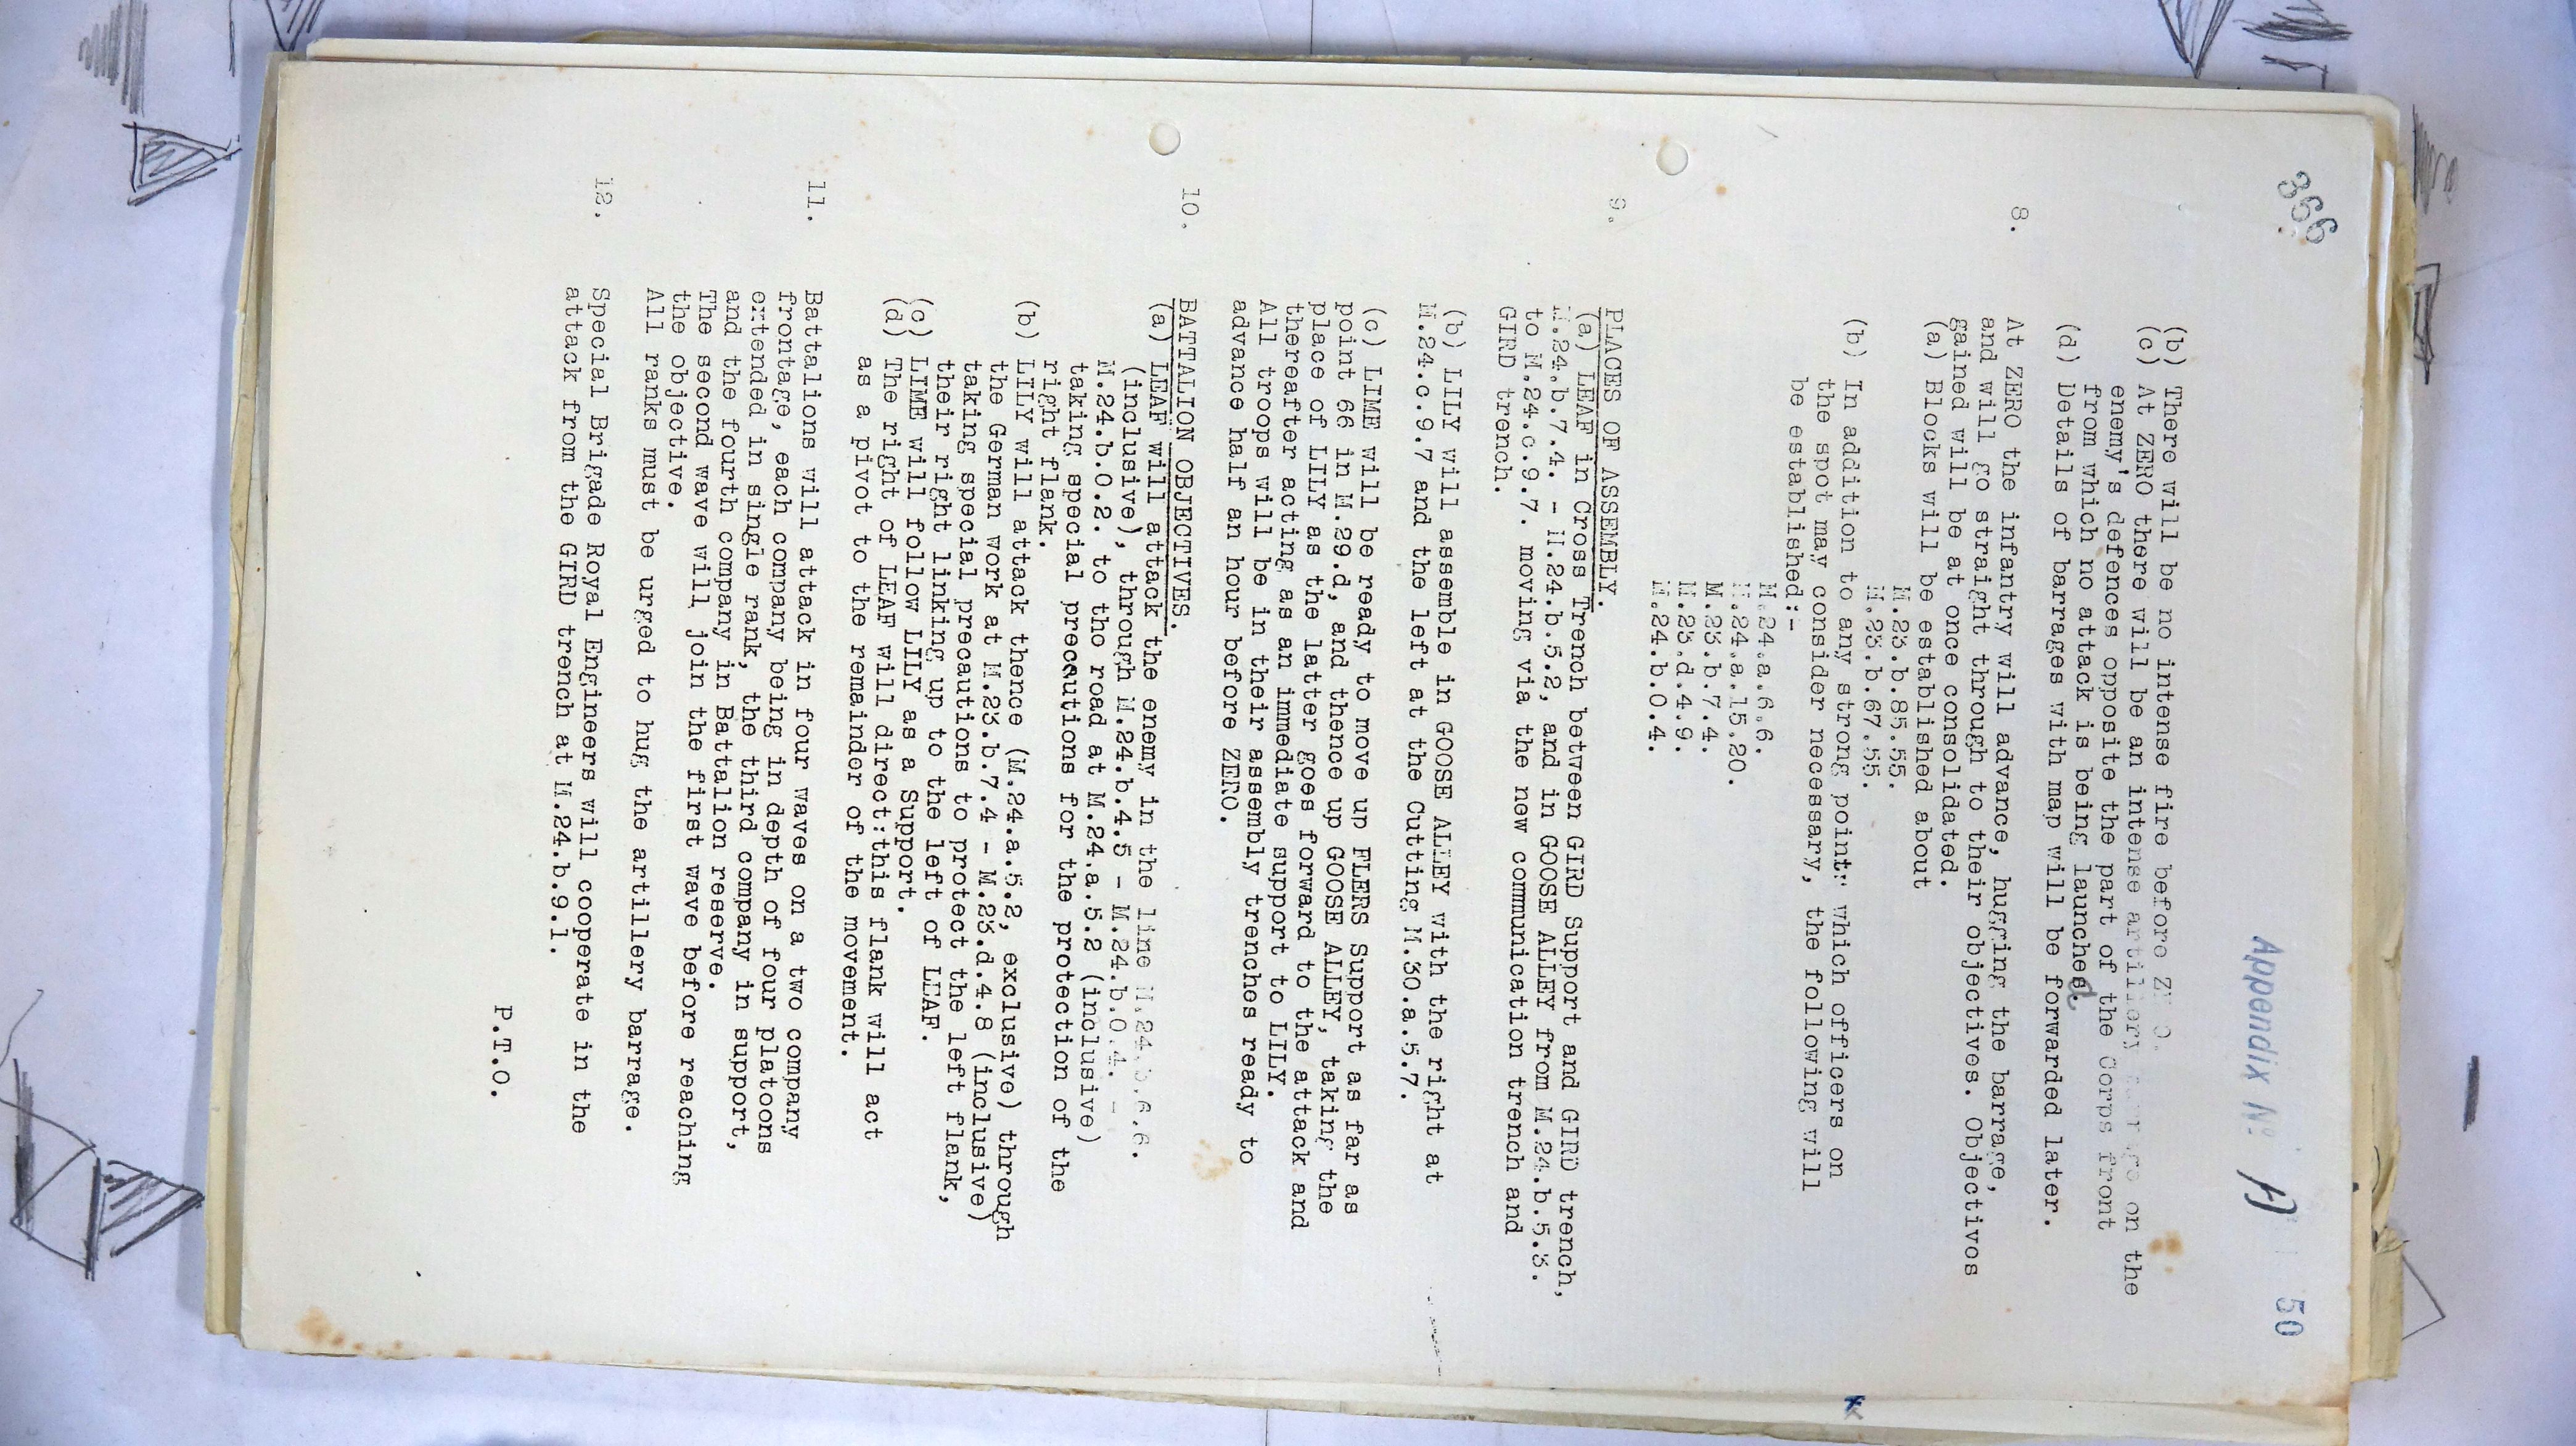 366
Appendix No 17 50
(b) There will be no intense fire before
(c) At ZERO there will be an intense artillery on the
enemy's defences opposite the part of the Corps front
from which no attack is being launched.
(d) Details of barrages with map will be forwarded later.
8. At ZERO the infantry will advance, hugging the barrage,
and will go straight through to their objectives. Objectives
gained will be at once consolidated.
(a) Blocks will be established about
M.23.b.85.55
M.23.b.67.55.
(b) In addition to any strong points which officers on
the spot may consider necessary, the following will
be established:-
M.24.a.6.6.
M.24.a.15.20.
M.23.b.7.4.
M.23.d.4.9.
M.24.b.0.4.
9. PLACES OF ASSEMBLY.
(a) LEAF in Cross Trench between GIRD Support and GIRD trench,
M.24.b.7.4. - M.24.b.5.2, and in GOOSE ALLEY from M.24.b.5.3.
to M.24.c.9.7. moving via the new communication trench and
GIRD trench.
(b) LILY will assemble in GOOSE ALLEY with the right at
M.24.c.9.7 and the left at the Cutting M.30.a.5.7.
(c) LIME will be ready to move up FLERS Support as far as
point 66 in M.29.d, and thence up GOOSE ALLEY, taking the
place of LILY as the latter goes forward to the attack and
thereafter acting as an immediate support to LILY.
All troops will be in their assembly trenches ready to
advance half an hour before ZERO.
10. BATTALION OBJECTIVES.
(a) LEAF will attack the enemy in the line M.24.b.6.6.
(inclusive), through M.24.b.4.5 - M.24.b.0.4. -
M.24.b.0.2. to the road at M.24.a.5.2 (inclusive)
taking special precautions for the protection of the
right flank.
(b) LILY will attack thence (M.24.a.5.2, exclusive) through
the German work at M.23.b.7.4 - M.23.d.4.8 (inclusive)
taking special precautions to protect the left flank,
their right linking up to the left of LEAF.
(c) LIME will follow LILY as a Support.
(d) The right of LEAF will direct:this flank will act
as a pivot to the remainder of the movement.
11. Battalions will attack in four waves on a two company
frontage, each company being in depth of four platoons
extended in single rank, the third company in support,
and the fourth company in Battalion reserve.
The second wave will join the first wave before reaching
the objective.
All ranks must be urged to hug the artillery barrage.
12. Special Brigade Royal Engineers will cooperate in the
attack from the GIRD trench at M.24.b.9.1.
P.T.O.